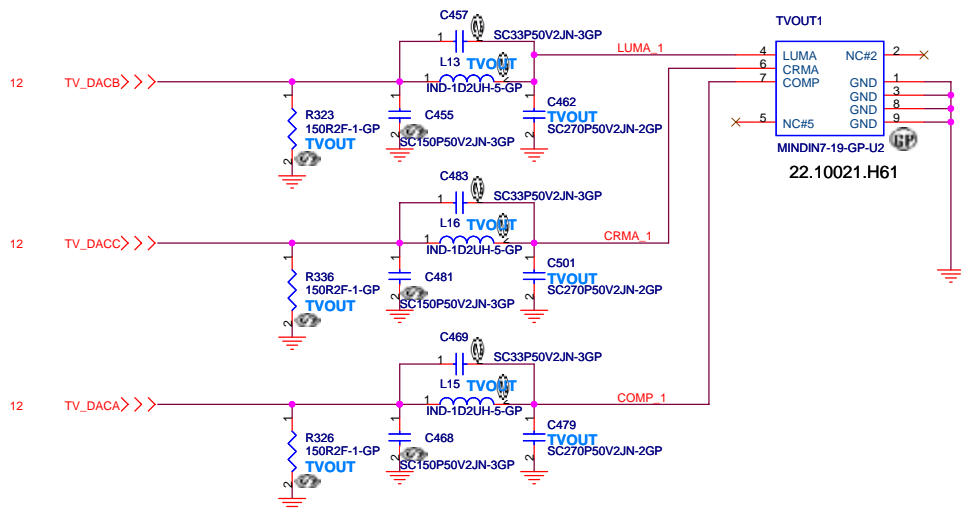 C457
1
2
SC33P50V2JN-3GP
TVOUT1
LUMA_1
4
LUMA
NC#2
2
6
CRMA
7
COMP
GND
1
GND
3
GND
8
GND
9
5
NC#5
GP
MINDIN7-19-GP-U2
22.10021.H61
12
TV_DACB
L13
TVOUT
1
2
IND-1D2UH-5-GP
1
R323
150R2F-1-GP
TVOUT
2
1
C455
2
SC150P50V2JN-3GP
1
C462
TVOUT
2
SC270P50V2JN-2GP
C483
1
2
SC33P50V2JN-3GP
12
TV_DACC
L16
TVOUT
1
2
IND-1D2UH-5-GP
CRMA_1
1
R336
150R2F-1-GP
TVOUT
2
1
C481
2
SC150P50V2JN-3GP
1
C501
TVOUT
2
SC270P50V2JN-2GP
C469
1
2
SC33P50V2JN-3GP
12
TV_DACA
L15
TVOUT
1
2
IND-1D2UH-5-GP
COMP_1
1
R326
150R2F-1-GP
TVOUT
2
1
C468
2
SC150P50V2JN-3GP
1
C479
TVOUT
2
SC270P50V2JN-2GP